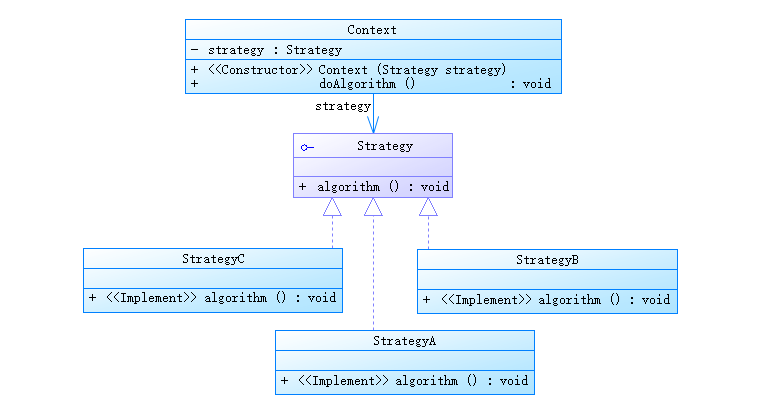 Context
- strategy : Strategy
+ <<Constructor>> Context (Strategy strategy)
+ doAlgorithm () : void
strategy
Strategy
+ algorithm () : void
StrategyC
+ <<Implement>> algorithm () : void
StrategyB
+ <<Implement>> algorithm () : void
StrategyA
+ <<Implement>> algorithm () : void